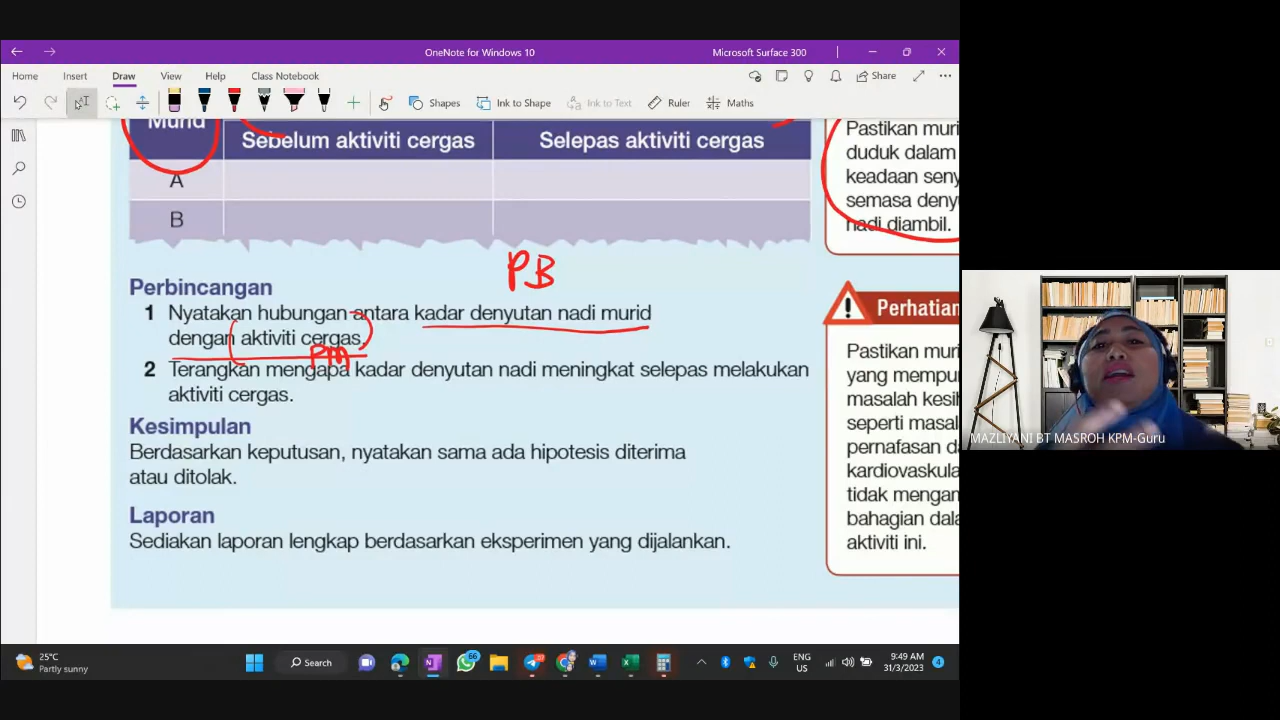 OneNote for Windows 10
Microsoft Surface 300
Home Insert Draw View Help Class Notebook
Share
Shapes Ink to Shape Ink to Text Ruler Maths
Murid
Sebelum aktiviti cergas Selepas aktiviti cergas
A
B
Pastikan muri
duduk dalam
keadaan seny
semasa deny
nadi diambil.
PB
Perbincangan
1 Nyatakan hubungan antara kadar denyutan nadi murid
dengan aktiviti cergas.
PM
2 Terangkan mengapa kadar denyutan nadi meningkat selepas melakukan
aktiviti cergas.
Kesimpulan
Berdasarkan keputusan, nyatakan sama ada hipotesis diterima
atau ditolak.
Laporan
Sediakan laporan lengkap berdasarkan eksperimen yang dijalankan.
Perhatian
Pastikan muri
yang mempu
masalah kesih
seperti masal
pernafasan da
kardiovaskula
tidak mengam
bahagian dala
aktiviti ini.
MAZLIYANI BT MASROH KPM-Guru
25°C
Partly sunny
Search
66
37
ENG
US
9:49 AM
31/3/2023
4